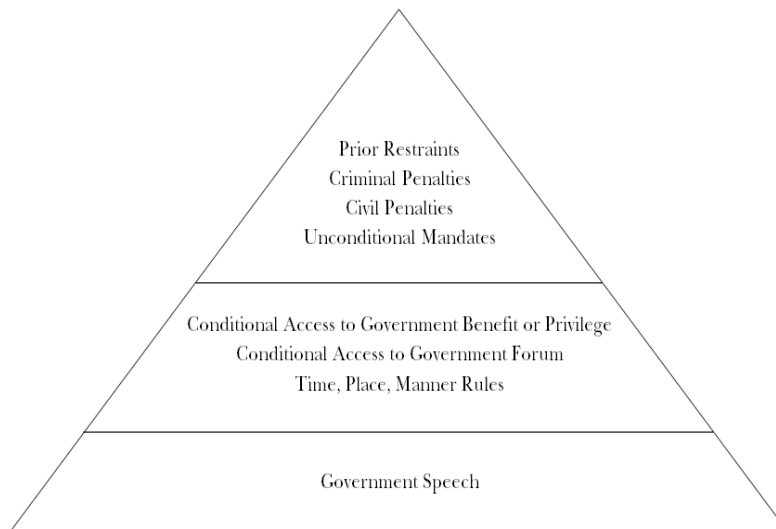 Prior Restraints
Criminal Penalties
Civil Penalties
Unconditional Mandates
Conditional Access to Government Benefit or Privilege
Conditional Access to Government Forum
Time, Place, Manner Rules
Government Speech